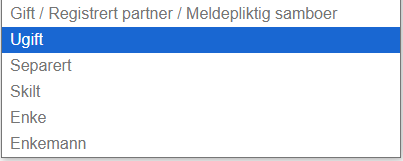 Gift / Registrert partner / Meldepliktig samboer
Ugift
Separert
Skilt
Enke
Enkemann